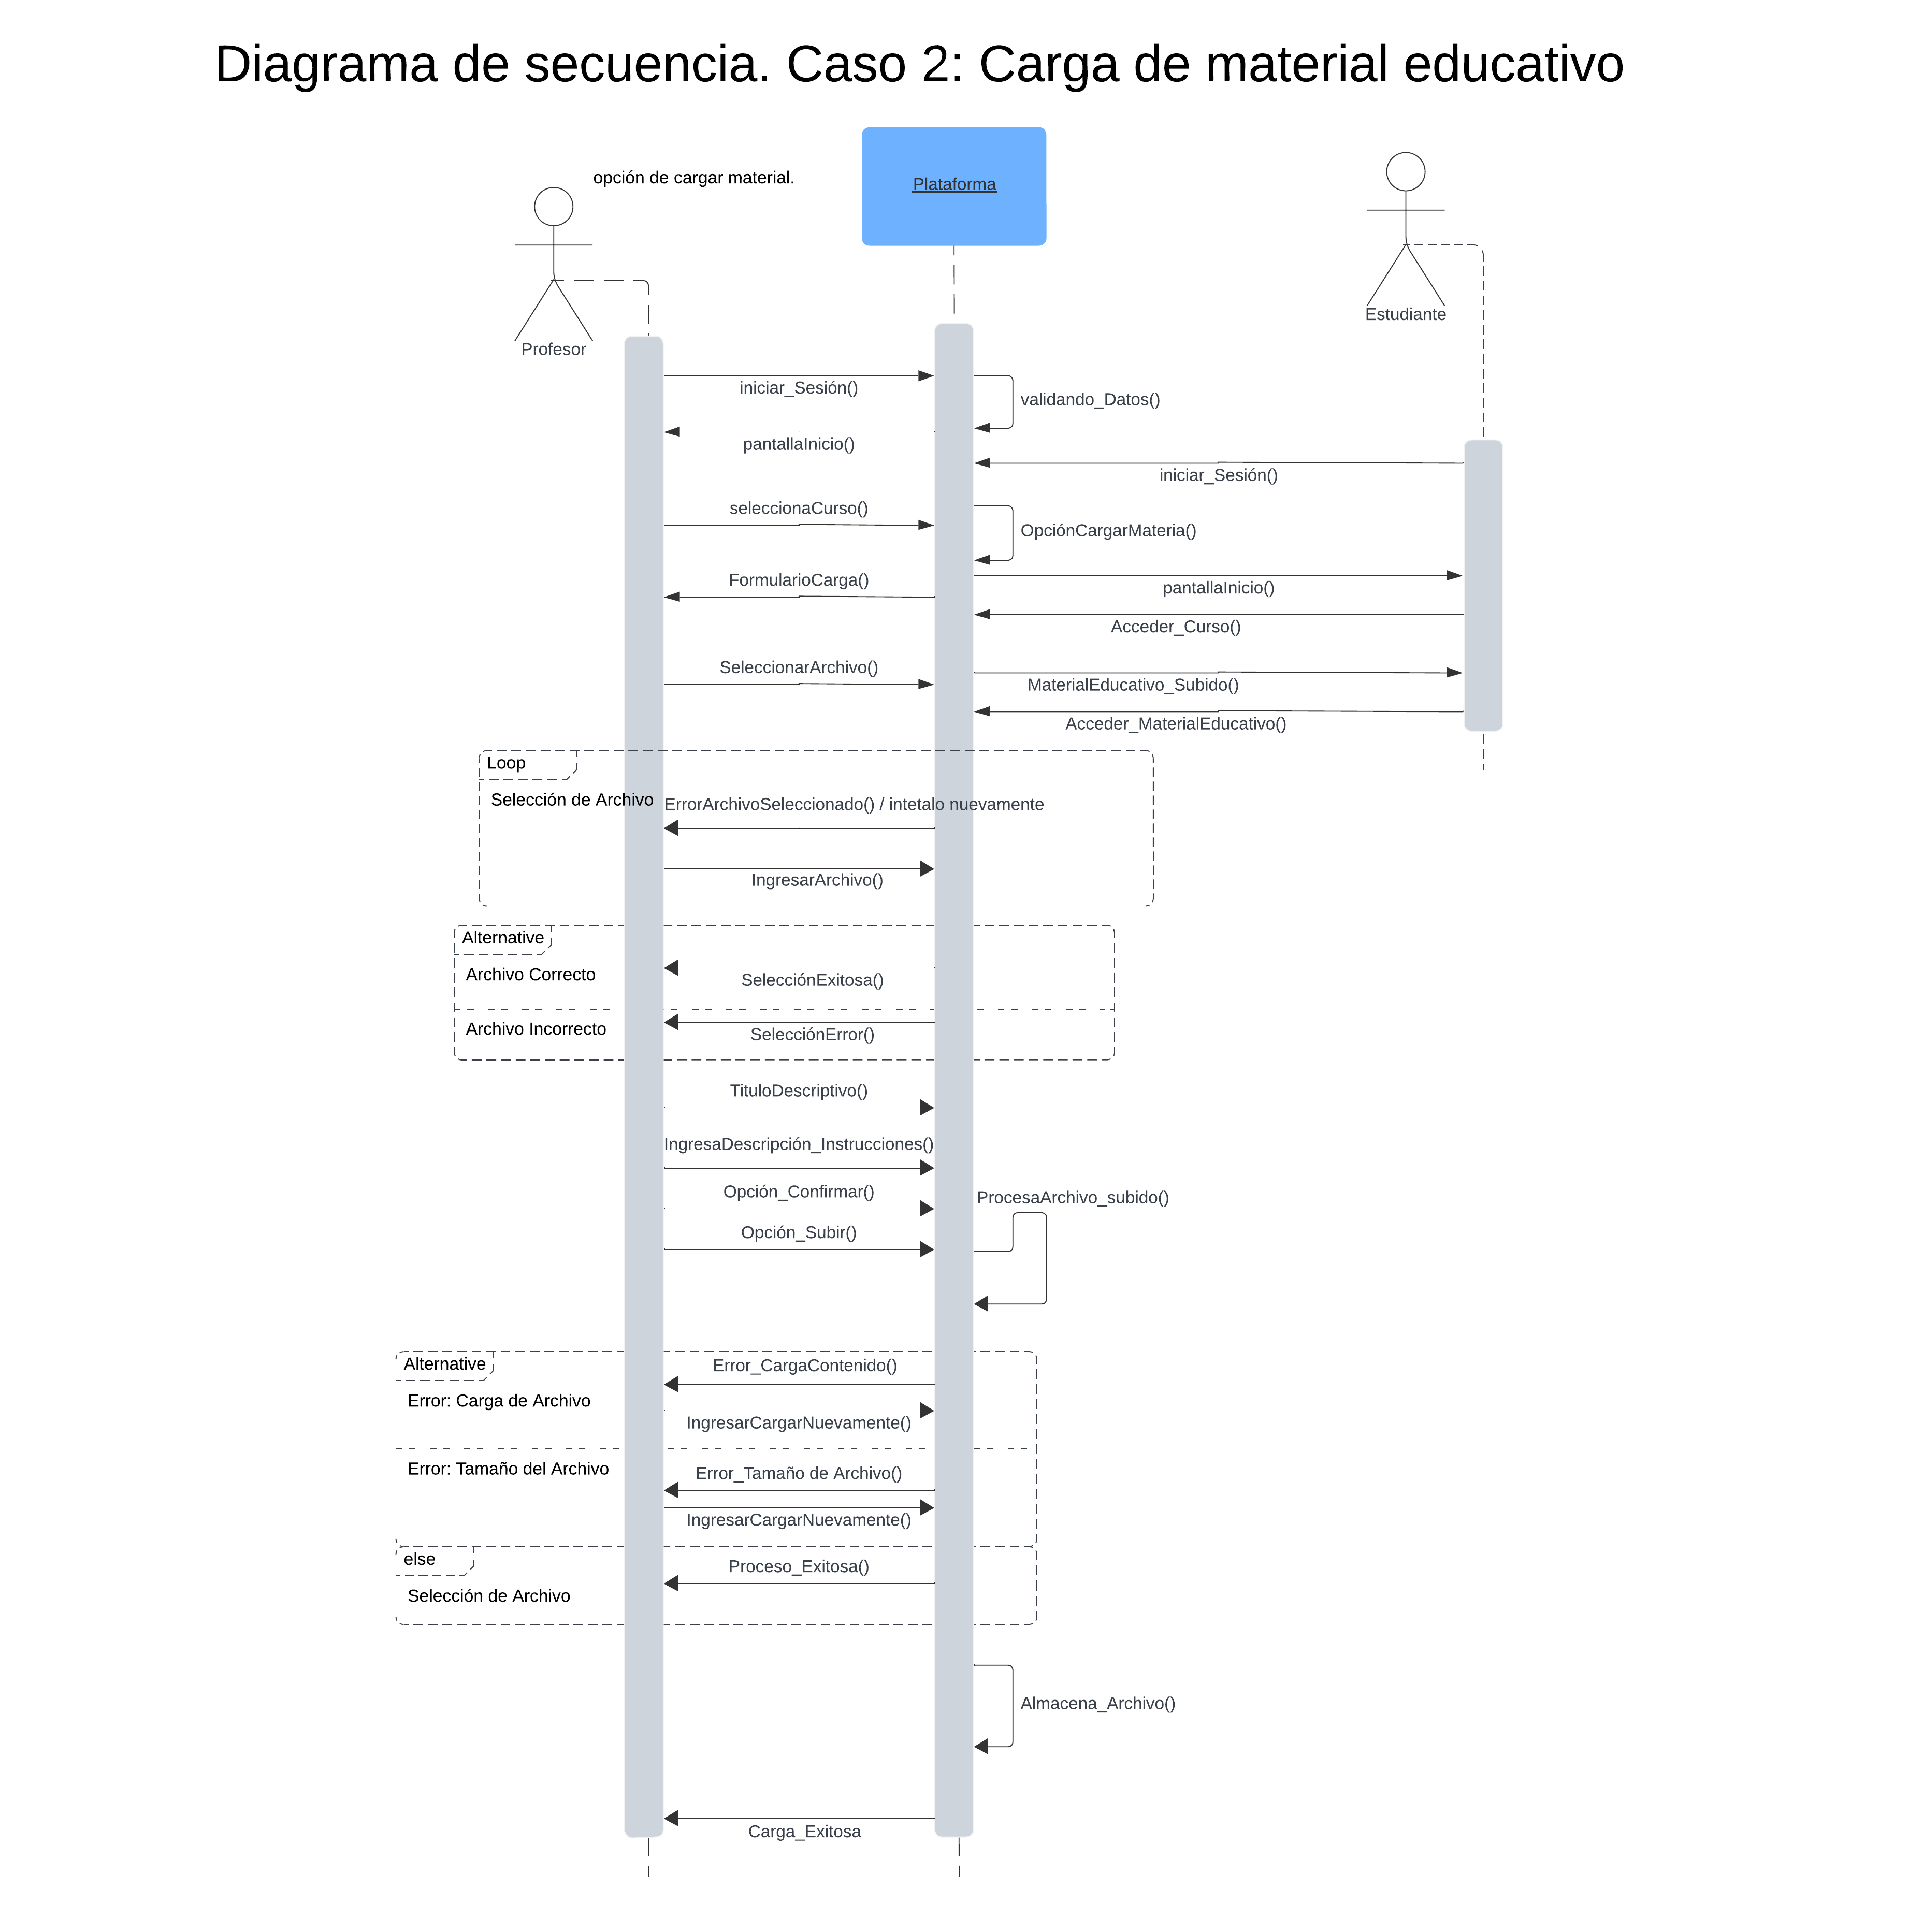 Diagrama de secuencia. Caso 2: Carga de material educativo
opción de cargar material.
Plataforma
Estudiante
Profesor
iniciar_Sesión()
validando_Datos()
pantallaInicio()
iniciar_Sesión()
seleccionaCurso()
OpciónCargarMateria()
FormularioCarga()
pantallaInicio()
Acceder_Curso()
SeleccionarArchivo()
MaterialEducativo_Subido()
Acceder_MaterialEducativo()
Loop
Selección de Archivo
ErrorArchivoSeleccionado() / intetalo nuevamente
IngresarArchivo()
Alternative
Archivo Correcto
SelecciónExitosa()
Archivo Incorrecto
SelecciónError()
TituloDescriptivo()
IngresaDescripción_Instrucciones()
Opción_Confirmar()
ProcesaArchivo_subido()
Opción_Subir()
Alternative
Error_CargaContenido()
Error: Carga de Archivo
IngresarCargarNuevamente()
Error: Tamaño del Archivo
Error_Tamaño de Archivo()
IngresarCargarNuevamente()
else
Proceso_Exitosa()
Selección de Archivo
Almacena_Archivo()
Carga_Exitosa